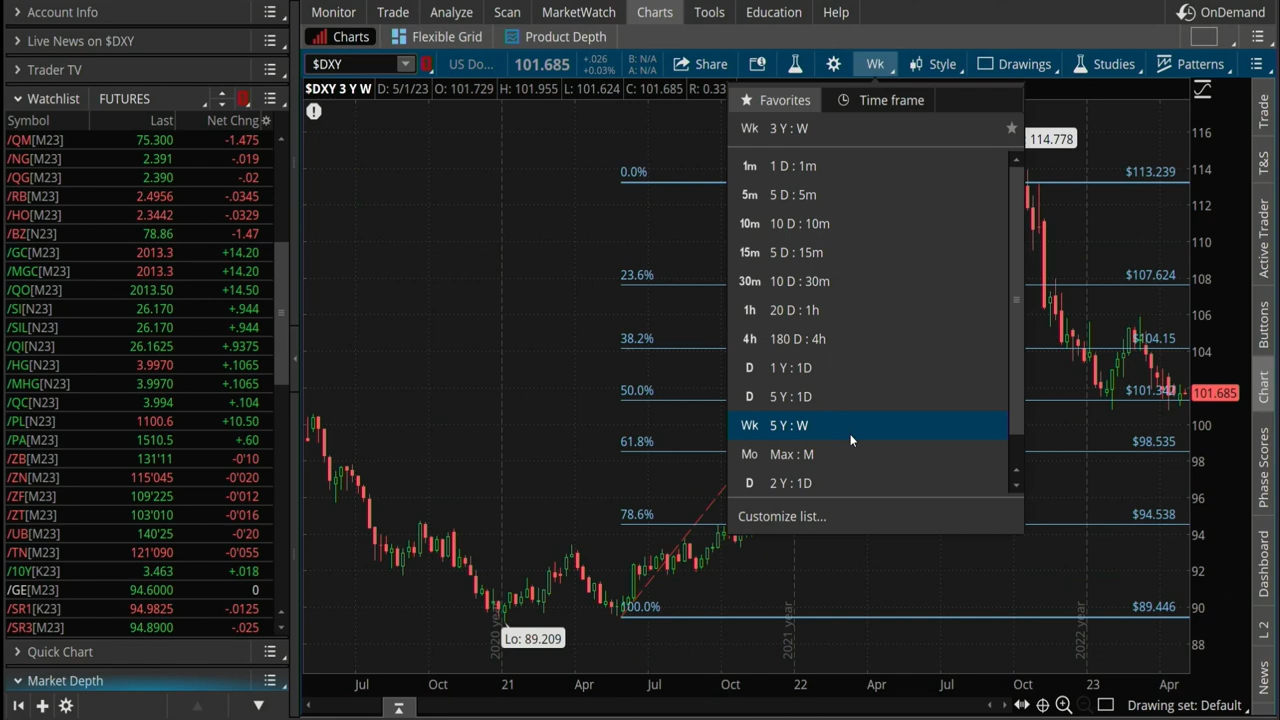 Account Info
Monitor Trade Analyze Scan MarketWatch Charts Tools Education Help OnDemand
Live News on $DXY
Charts Flexible Grid Product Depth
Trader TV
$DXY US Do... 101.685 +.026 +0.03% B: N/A A: N/A Share Wk Style Drawings Studies Patterns
Watchlist FUTURES
$DXY 3 Y W D: 5/1/23 O: 101.729 H: 101.955 L: 101.624 C: 101.685 R: 0.33
Favorites Time frame
Symbol Last Net Chng
Wk 3 Y : W
/QM[M23] 75.300 -1.475
/NG[M23] 2.391 -.019
/QG[M23] 2.390 -.02
/RB[M23] 2.4956 -.0345
/HO[M23] 2.3442 -.0329
/BZ[N23] 78.86 -1.47
/GC[M23] 2013.3 +14.20
/MGC[M23] 2013.3 +14.20
/QO[M23] 2013.50 +14.50
/SI[N23] 26.170 +.944
/SIL[N23] 26.170 +.944
/QI[N23] 26.1625 +.9375
/HG[N23] 3.9970 +.1065
/MHG[N23] 3.9970 +.1065
/QC[N23] 3.994 +.104
/PL[N23] 1100.6 +10.50
/PA[M23] 1510.5 +.60
/ZB[M23] 131'11 -0'10
/ZN[M23] 115'045 -0'020
/ZF[M23] 109'225 -0'012
/ZT[M23] 103'010 -0'016
/UB[M23] 140'25 -0'20
/TN[M23] 121'090 -0'055
/10Y[K23] 3.463 +.018
/GE[M23] 94.6000 0
/SR1[M23] 94.9825 -.0125
/SR3[M23] 94.8900 -.025
Quick Chart
Market Depth
1m 1 D : 1m
5m 5 D : 5m
10m 10 D : 10m
15m 5 D : 15m
30m 10 D : 30m
1h 20 D : 1h
4h 180 D : 4h
D 1 Y : 1D
D 5 Y : 1D
Wk 5 Y : W
Mo Max : M
D 2 Y : 1D
Customize list...
114.778
0.0% $113.239
23.6% $107.624
38.2% $104.15
50.0% $101.342
61.8% $98.535
78.6% $94.538
100.0% $89.446
Lo: 89.209
2020 year
2021 year
2022 year
116
114
112
110
108
106
104
101.685
100
98
96
94
92
90
88
Jul Oct 21 Apr Jul Oct 22 Apr Jul Oct 23 Apr
Drawing set: Default
Trade
T&S
Active Trader
Buttons
Chart
Phase Scores
Dashboard
L 2
News